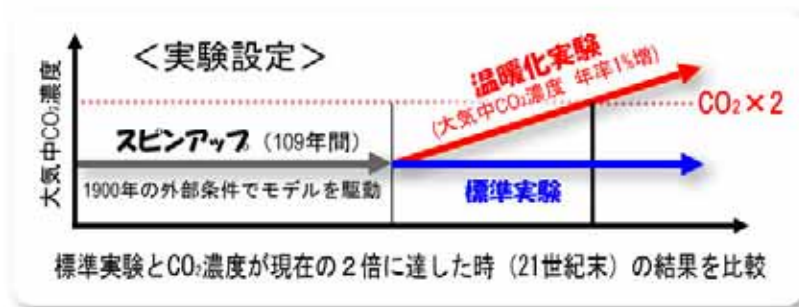 ＜実験設定＞
大気中CO₂濃度
温暖化実験
(大気中CO₂濃度 年率1%増)
CO₂×2
スピンアップ（109年間）
1900年の外部条件でモデルを駆動
標準実験
標準実験とCO₂濃度が現在の２倍に達した時（21世紀末）の結果を比較